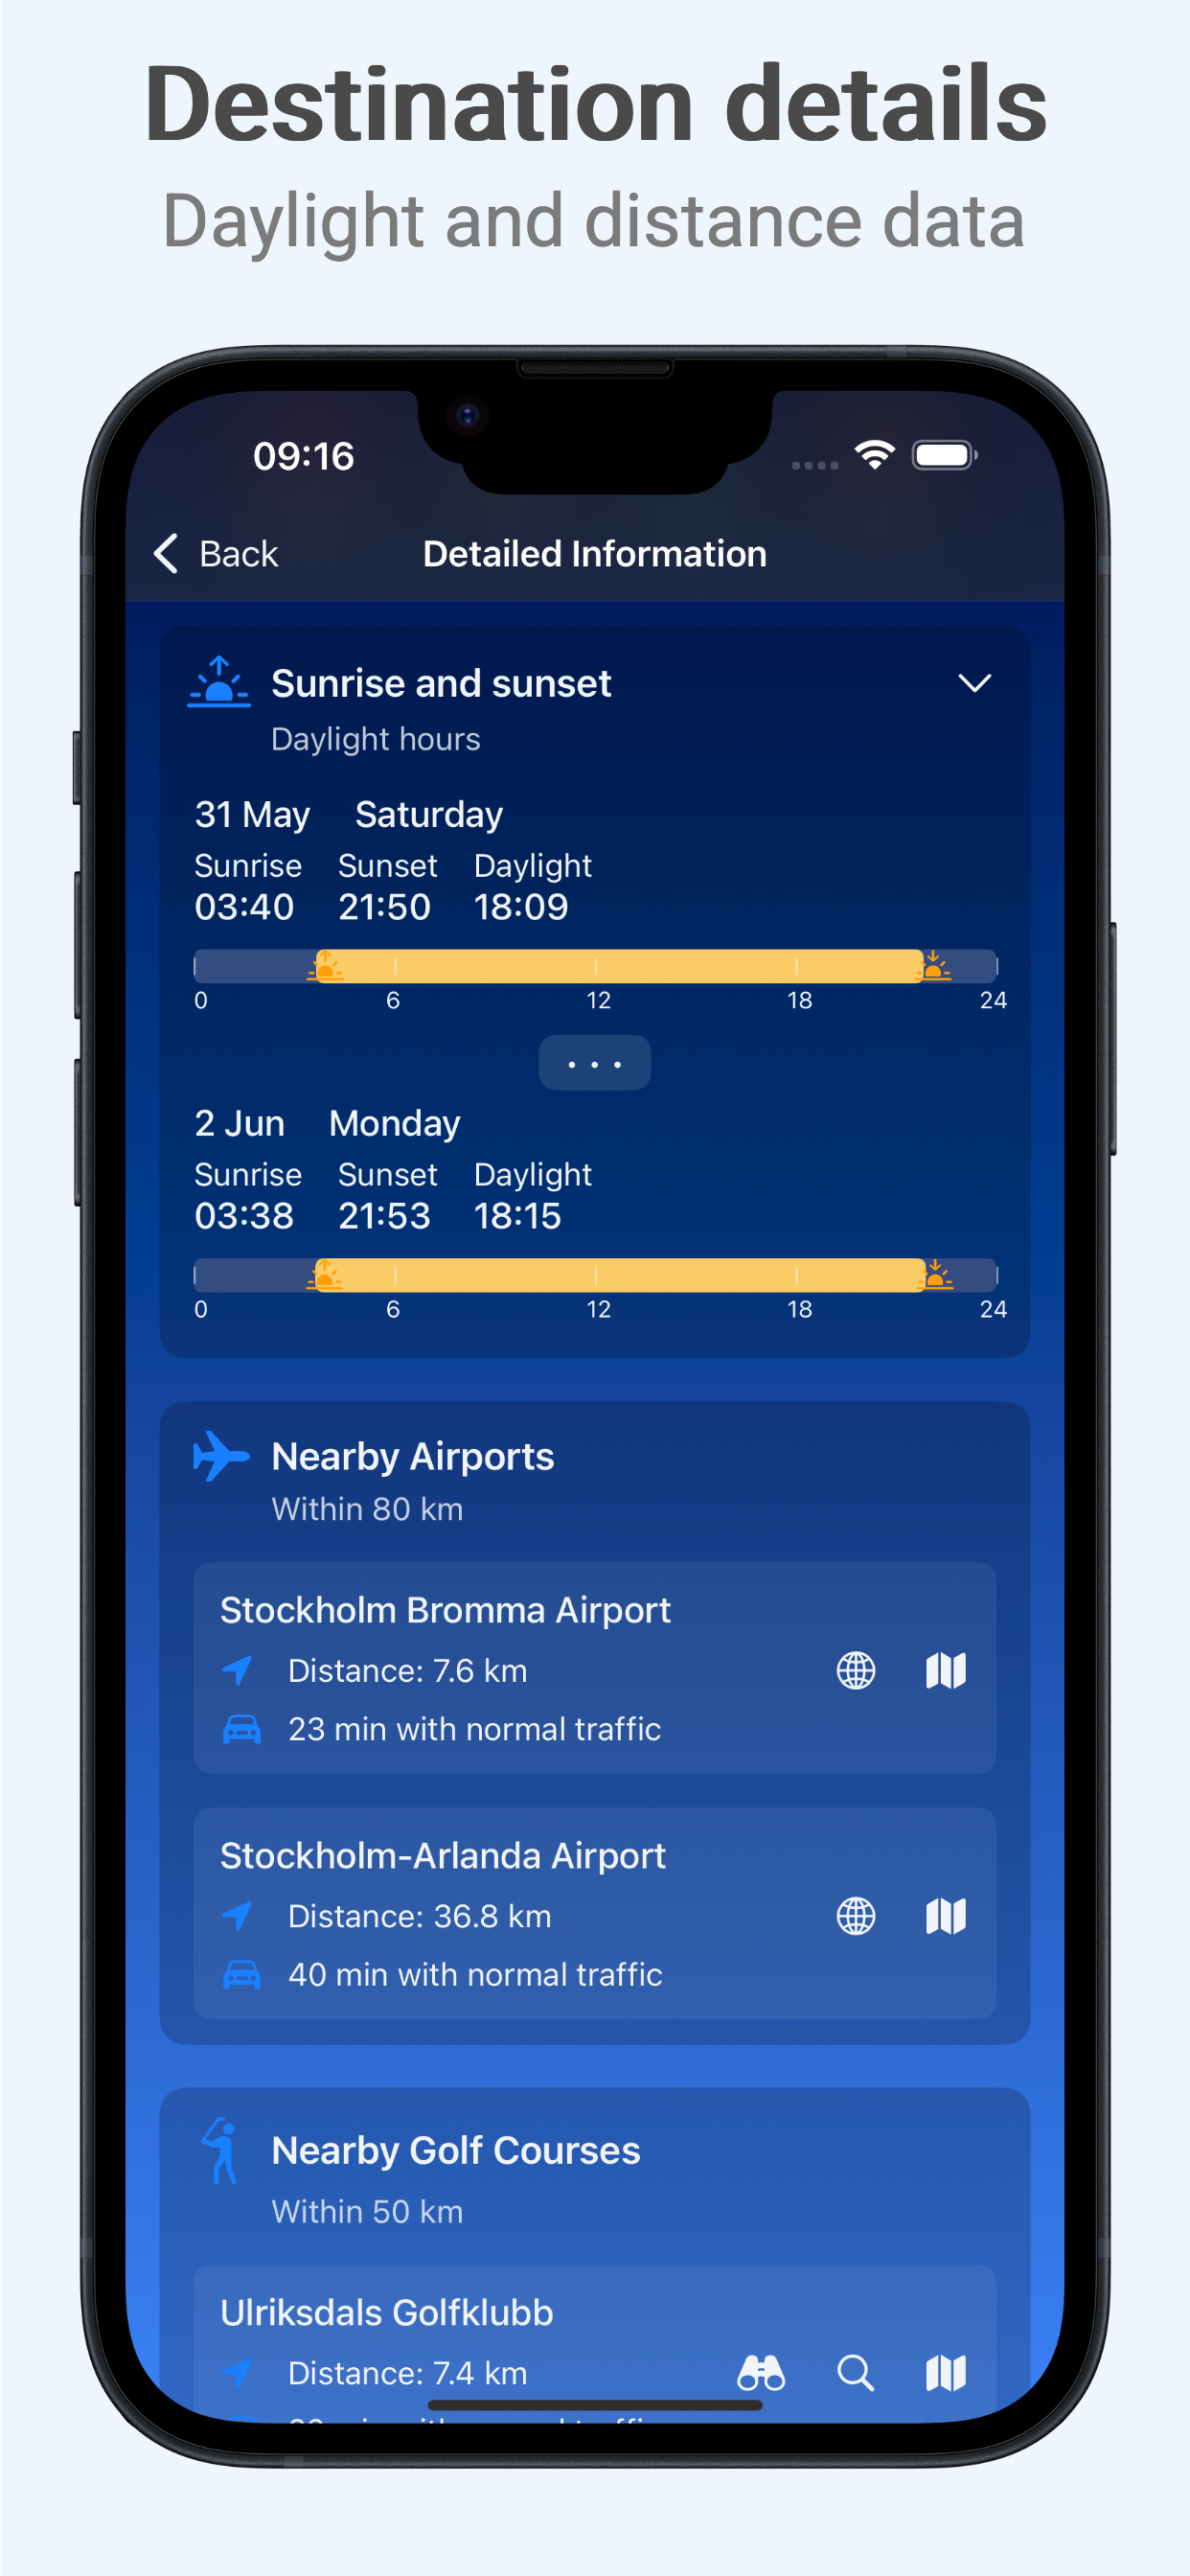 Destination details
Daylight and distance data
09:16
Back Detailed Information
Sunrise and sunset
Daylight hours
31 May Saturday
Sunrise Sunset Daylight
03:40 21:50 18:09
0 6 12 18 24
...
2 Jun Monday
Sunrise Sunset Daylight
03:38 21:53 18:15
0 6 12 18 24
Nearby Airports
Within 80 km
Stockholm Bromma Airport
Distance: 7.6 km
23 min with normal traffic
Stockholm-Arlanda Airport
Distance: 36.8 km
40 min with normal traffic
Nearby Golf Courses
Within 50 km
Ulriksdals Golfklubb
Distance: 7.4 km